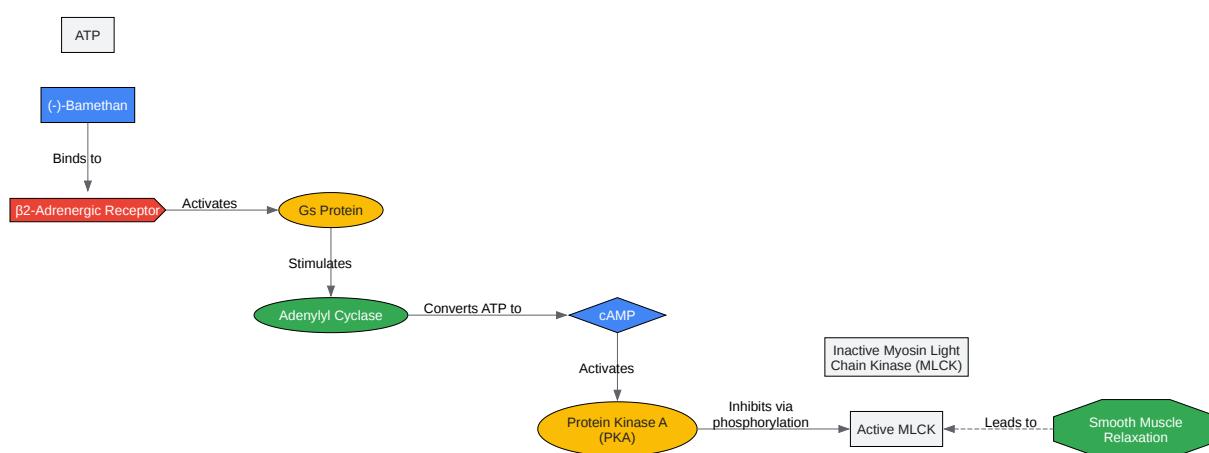 ATP
(-)-Bamethan
Binds to
β2-Adrenergic Receptor
Activates
Gs Protein
Stimulates
Adenylyl Cyclase
Converts ATP to
cAMP
Activates
Inactive Myosin Light
Chain Kinase (MLCK)
Protein Kinase A
(PKA)
Inhibits via
phosphorylation
Active MLCK
Leads to
Smooth Muscle
Relaxation